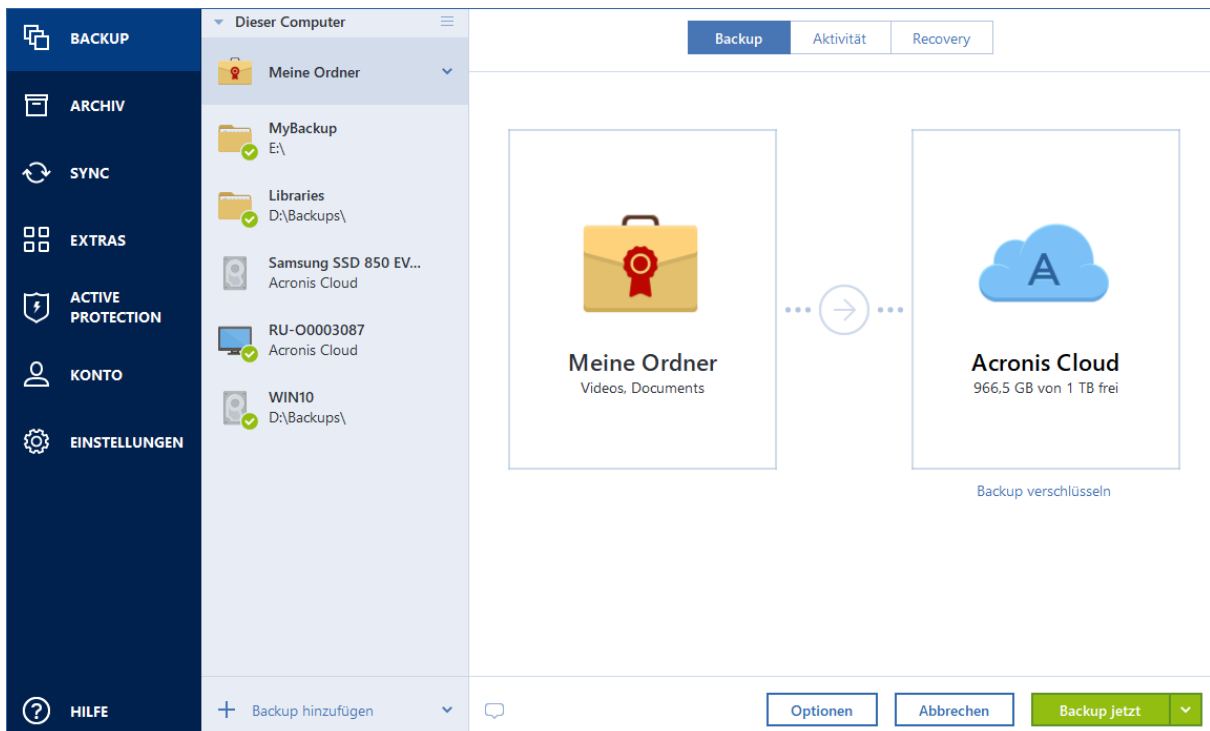 BACKUP
ARCHIV
SYNC
EXTRAS
ACTIVE
PROTECTION
KONTO
EINSTELLUNGEN
HILFE
Dieser Computer
Meine Ordner
MyBackup
E:\
Libraries
D:\Backups\
Samsung SSD 850 EV...
Acronis Cloud
RU-O0003087
Acronis Cloud
WIN10
D:\Backups\
Backup hinzufügen
Backup
Aktivität
Recovery
Meine Ordner
Videos, Documents
Acronis Cloud
966,5 GB von 1 TB frei
Backup verschlüsseln
Optionen
Abbrechen
Backup jetzt